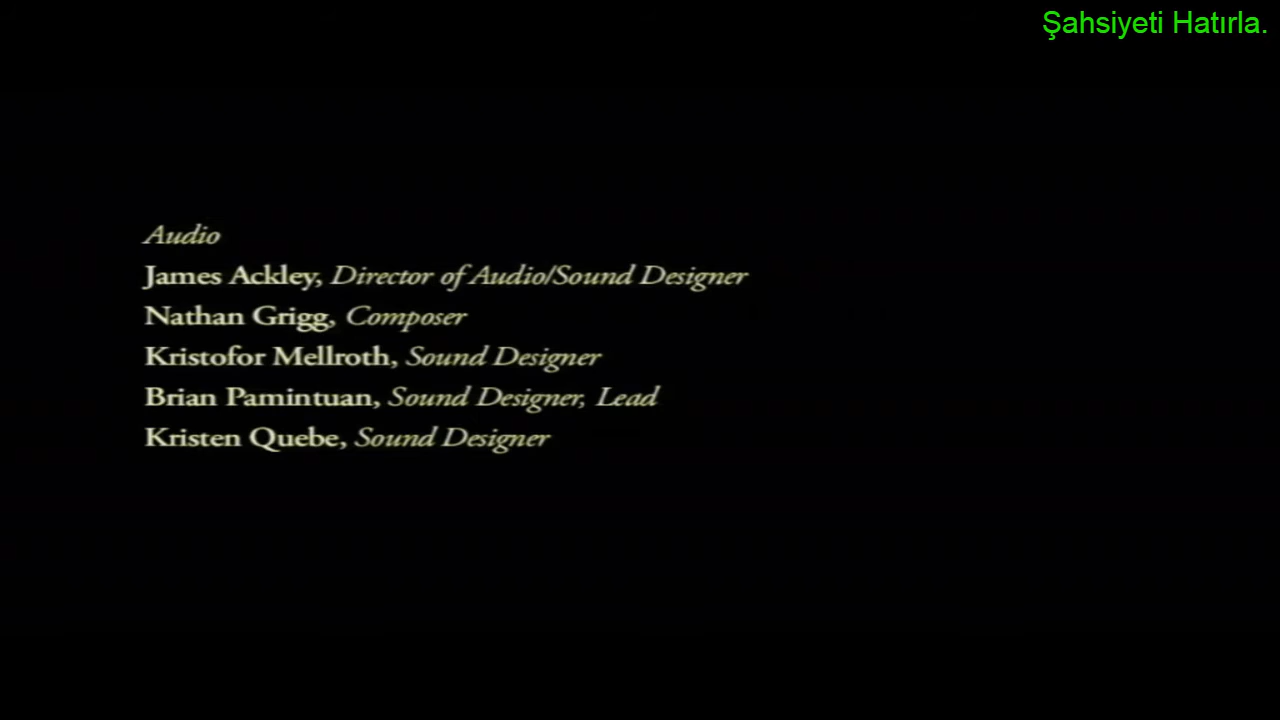 Şahsiyeti Hatırla.
Audio
James Ackley, Director of Audio/Sound Designer
Nathan Grigg, Composer
Kristofor Mellroth, Sound Designer
Brian Pamintuan, Sound Designer, Lead
Kristen Quebe, Sound Designer